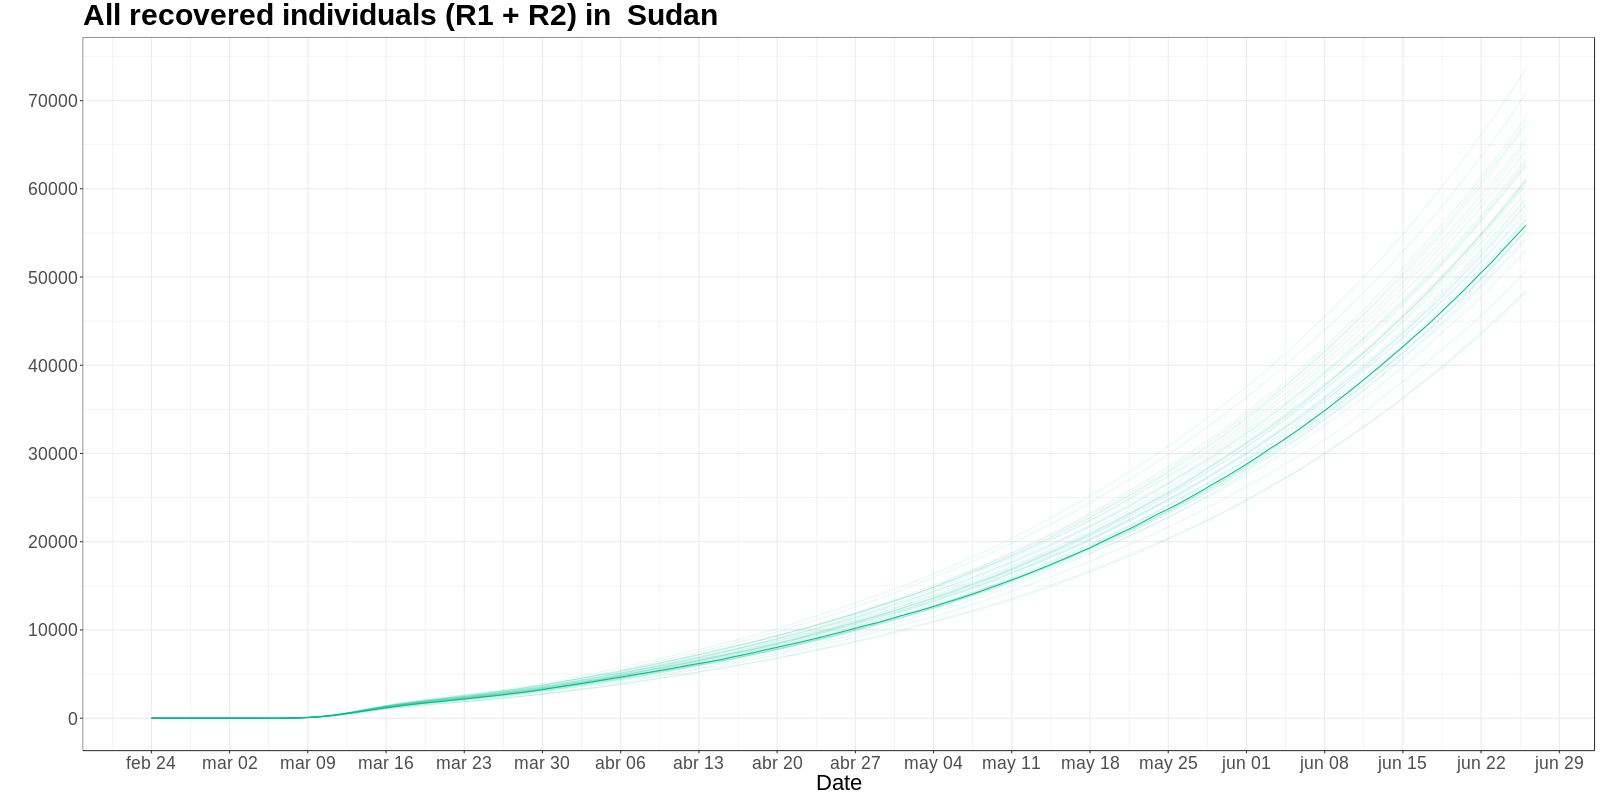 All recovered individuals (R1 + R2) in  Sudan
70000
60000
50000
40000
30000
20000
10000
0
feb 24 mar 02 mar 09 mar 16 mar 23 mar 30 abr 06 abr 13 abr 20 abr 27 may 04 may 11 may 18 may 25 jun 01 jun 08 jun 15 jun 22 jun 29
Date